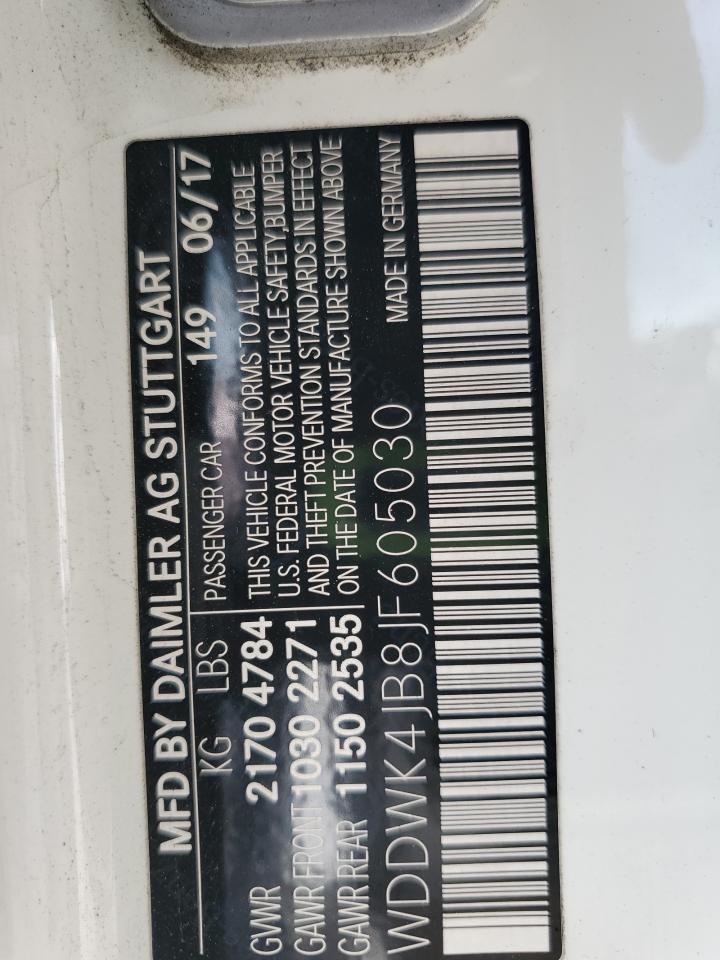 MFD BY DAIMLER AG STUTTGART
KG LBS PASSENGER CAR 149 06/17
GVWR 2170 4784 THIS VEHICLE CONFORMS TO ALL APPLICABLE
GAWR FRONT 1030 2271 U.S. FEDERAL MOTOR VEHICLE SAFETY,BUMPER
AND THEFT PREVENTION STANDARDS IN EFFECT
GAWR REAR 1150 2535 ON THE DATE OF MANUFACTURE SHOWN ABOVE
WDDWK4JB8JF605030 MADE IN GERMANY